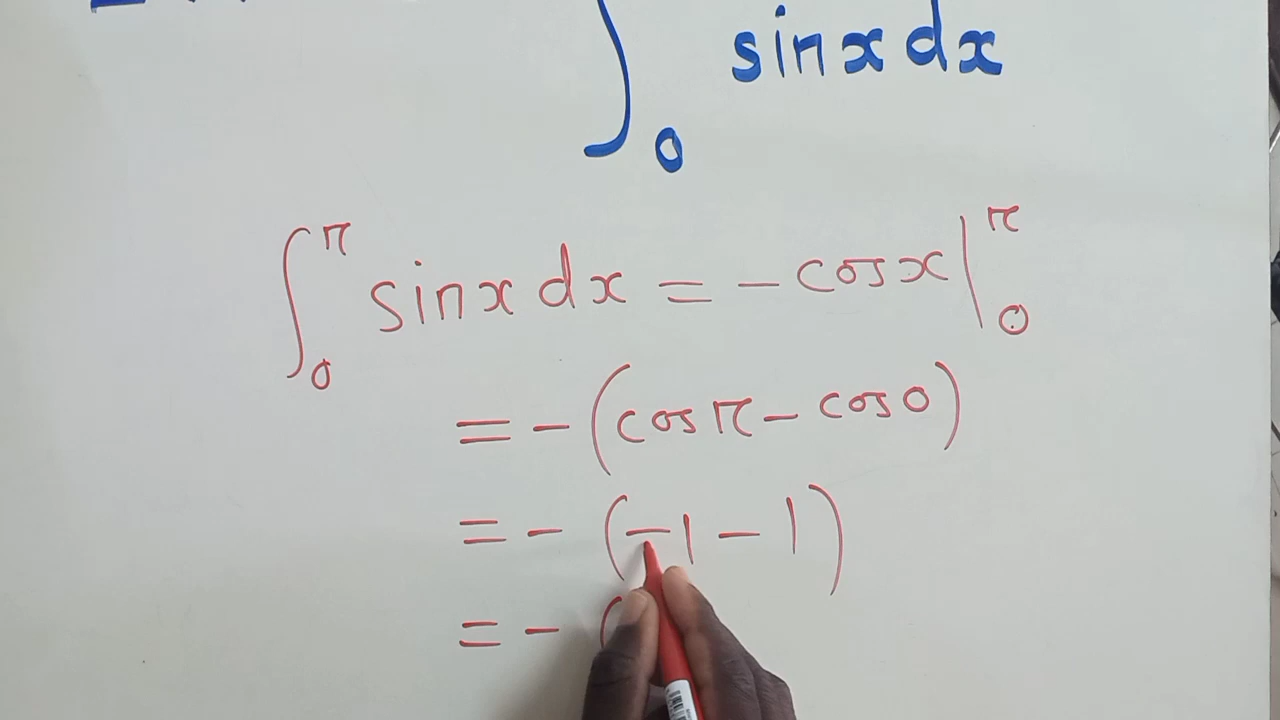 ∫₀ sinx dx
∫₀^π sinx dx = -cosx |₀^π
= -(cosπ - cos0)
= -(-1 - 1)
= -(